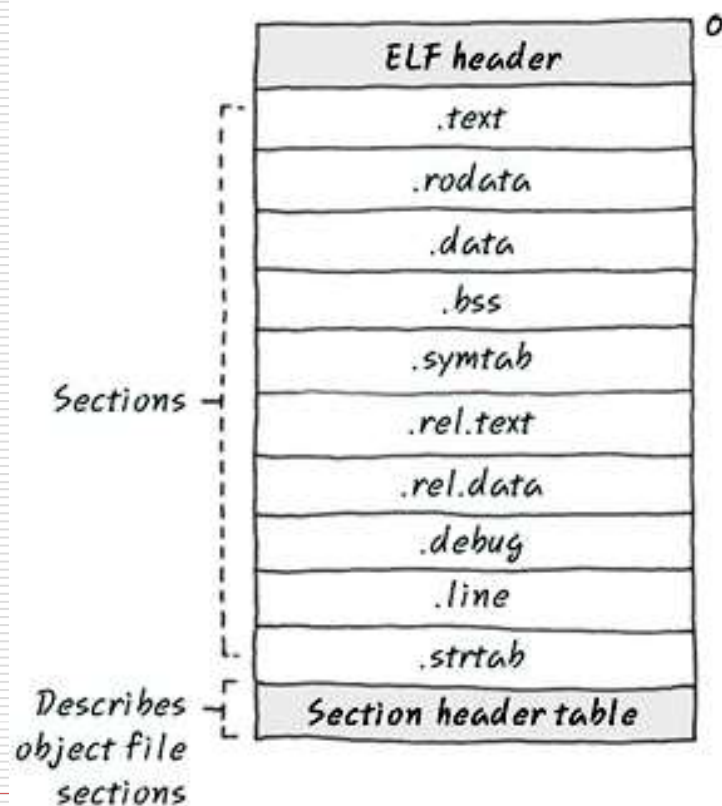 0
ELF header
.text
.rodata
.data
.bss
.symtab
Sections
.rel.text
.rel.data
.debug
.line
.strtab
Section header table
Describes
object file
sections